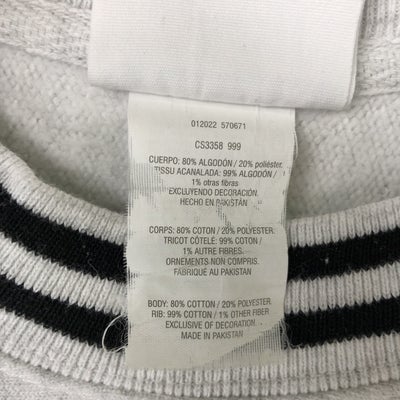 012022 570671
CS3358 999
CUERPO: 80% ALGODÓN / 20% poliéster.
TISSU ACANALADA: 99% ALGODÓN /
1% otras fibras
EXCLUYENDO DECORACIÓN.
HECHO EN PAKISTÁN
CORPS: 80% COTON / 20% POLYESTER.
TRICOT CÔTELÉ: 99% COTON /
1% AUTRE FIBRES.
ORNEMENTS NON COMPRIS.
FABRIQUÉ AU PAKISTAN
BODY: 80% COTTON / 20% POLYESTER.
RIB: 99% COTTON / 1% OTHER FIBER
EXCLUSIVE OF DECORATION.
MADE IN PAKISTAN